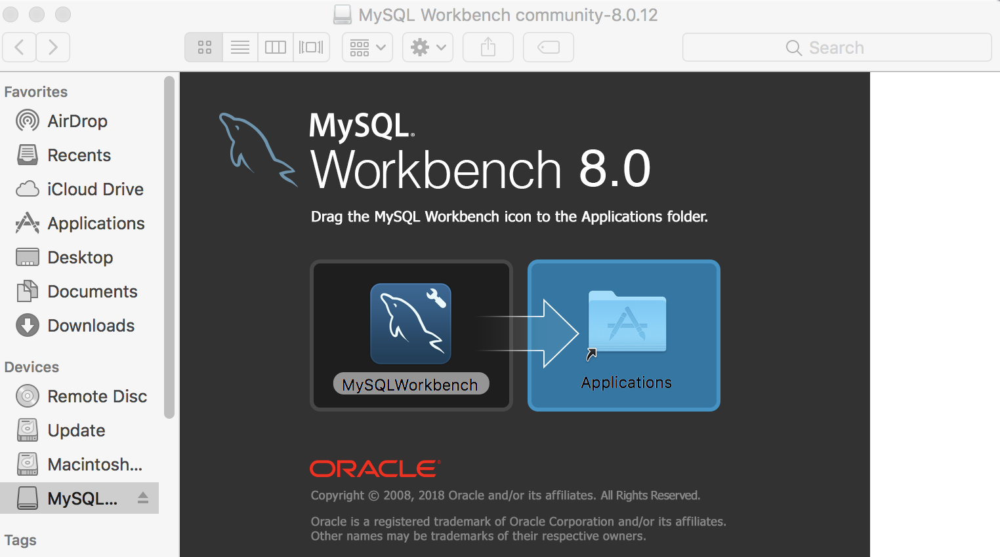 MySQL Workbench community-8.0.12
Search
Favorites
AirDrop
Recents
iCloud Drive
Applications
Desktop
Documents
Downloads
Devices
Remote Disc
Update
Macintosh...
MySQL...
Tags
MySQL®
Workbench 8.0
Drag the MySQL Workbench icon to the Applications folder.
MySQLWorkbench
Applications
ORACLE®
Copyright © 2008, 2018 Oracle and/or its affiliates. All Rights Reserved.
Oracle is a registered trademark of Oracle Corporation and/or its affiliates.
Other names may be trademarks of their respective owners.